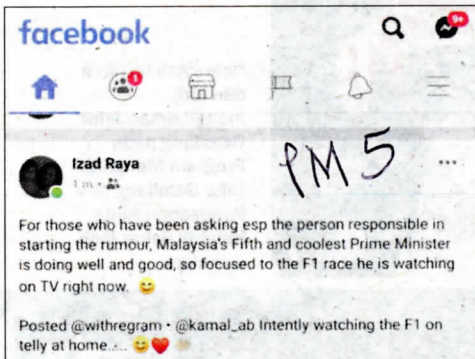 facebook
9+
1
Izad Raya
1 m
PM 5
For those who have been asking esp the person responsible in
starting the rumour, Malaysia's Fifth and coolest Prime Minister
is doing well and good, so focused to the F1 race he is watching
on TV right now. 😊
Posted @withregram • @kamal_ab Intently watching the F1 on
telly at home.... 😊❤️👏🏻